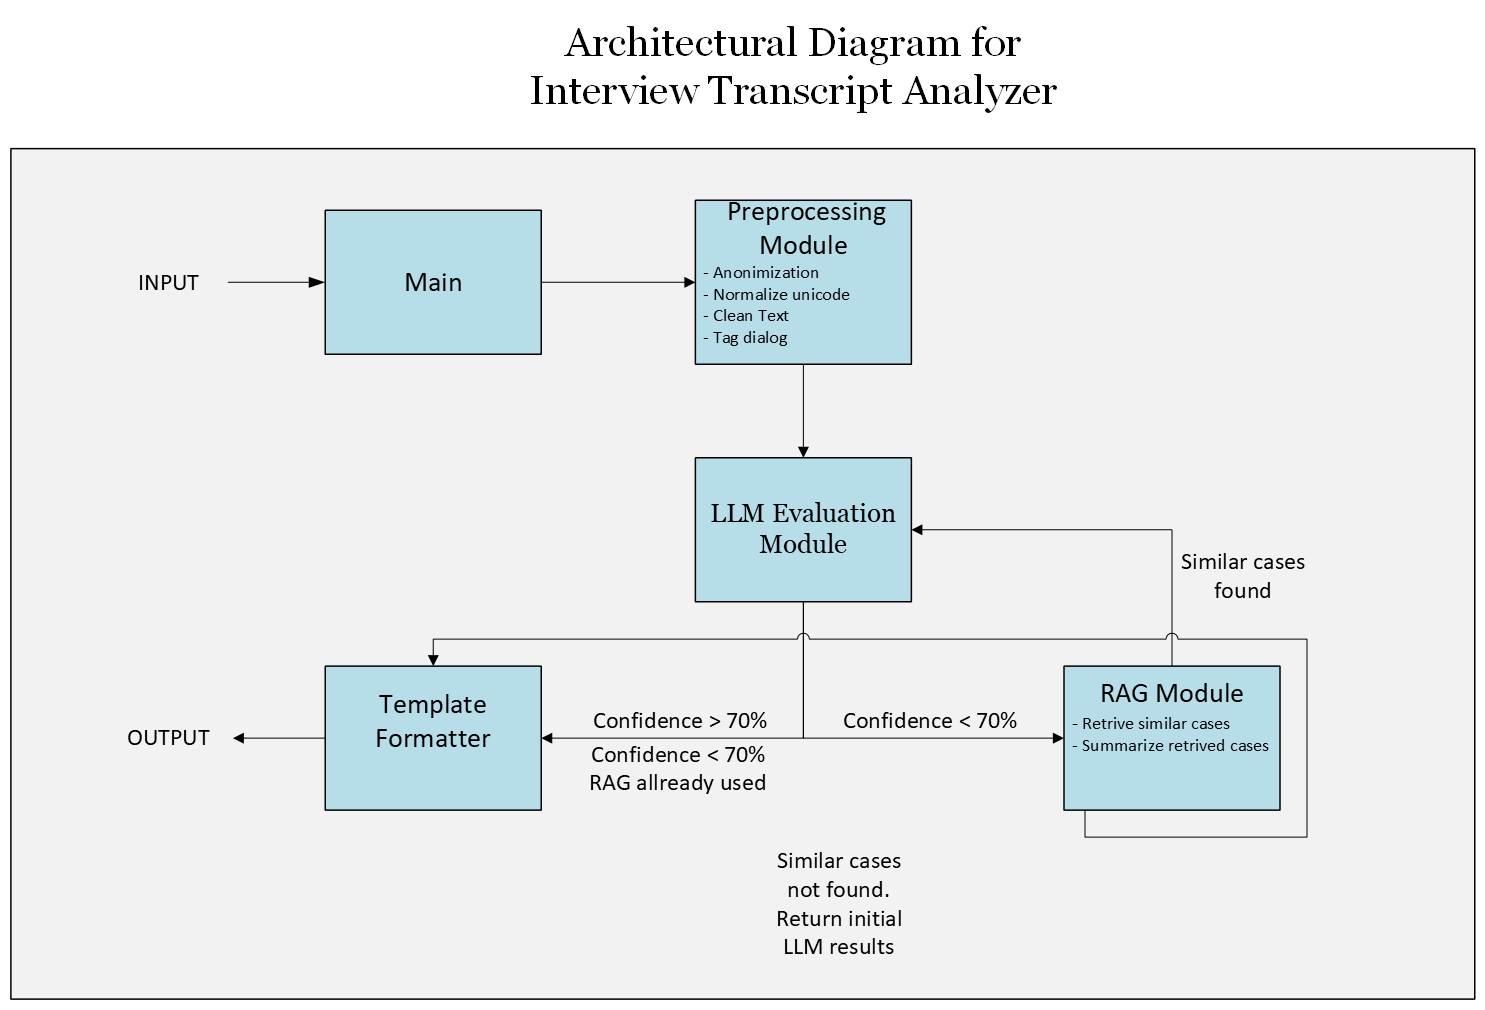 Architectural Diagram for
Interview Transcript Analyzer
INPUT
Main
Preprocessing
Module
- Anonimization
- Normalize unicode
- Clean Text
- Tag dialog
LLM Evaluation
Module
Similar cases
found
OUTPUT
Template
Formatter
Confidence > 70%
Confidence < 70%
RAG allready used
Confidence < 70%
RAG Module
- Retrive similar cases
- Summarize retrived cases
Similar cases
not found.
Return initial
LLM results